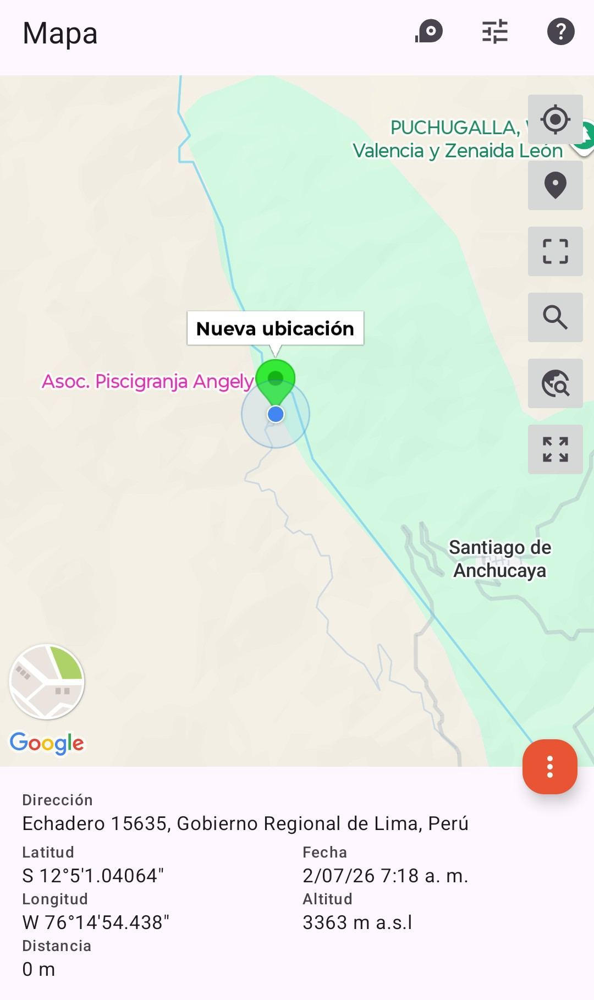 Mapa
PUCHUGALLA,
Valencia y Zenaida León
Nueva ubicación
Asoc. Piscigranja Angely
Santiago de
Anchucaya
Google
Dirección
Echadero 15635, Gobierno Regional de Lima, Perú
Latitud
S 12°5'1.04064"
Fecha
2/07/26 7:18 a. m.
Longitud
W 76°14'54.438"
Altitud
3363 m a.s.l
Distancia
0 m